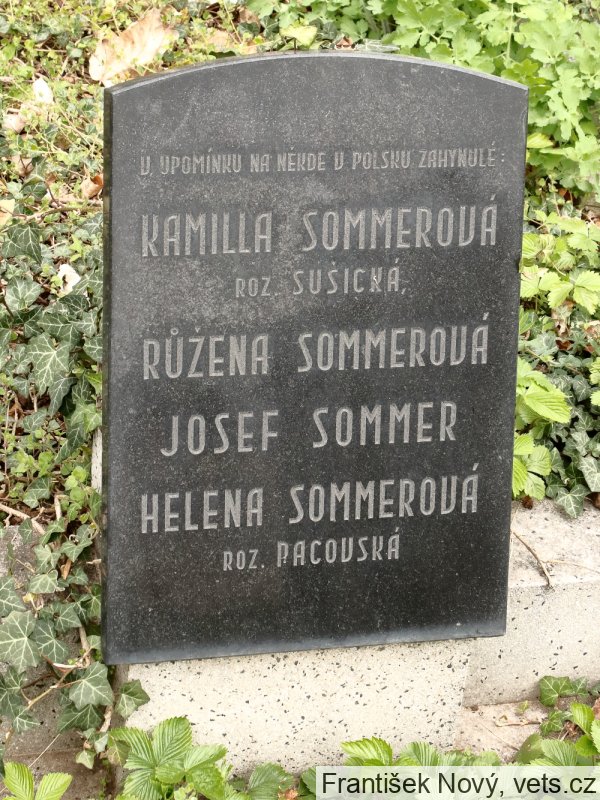 V UPOMÍNKU NA NĚKDE V POLSKU ZAHYNULÉ:
KAMILLA SOMMEROVÁ
ROZ. SUŠICKÁ,
RŮŽENA SOMMEROVÁ
JOSEF SOMMER
HELENA SOMMEROVÁ
ROZ. PACOVSKÁ
František Nový, vets.cz